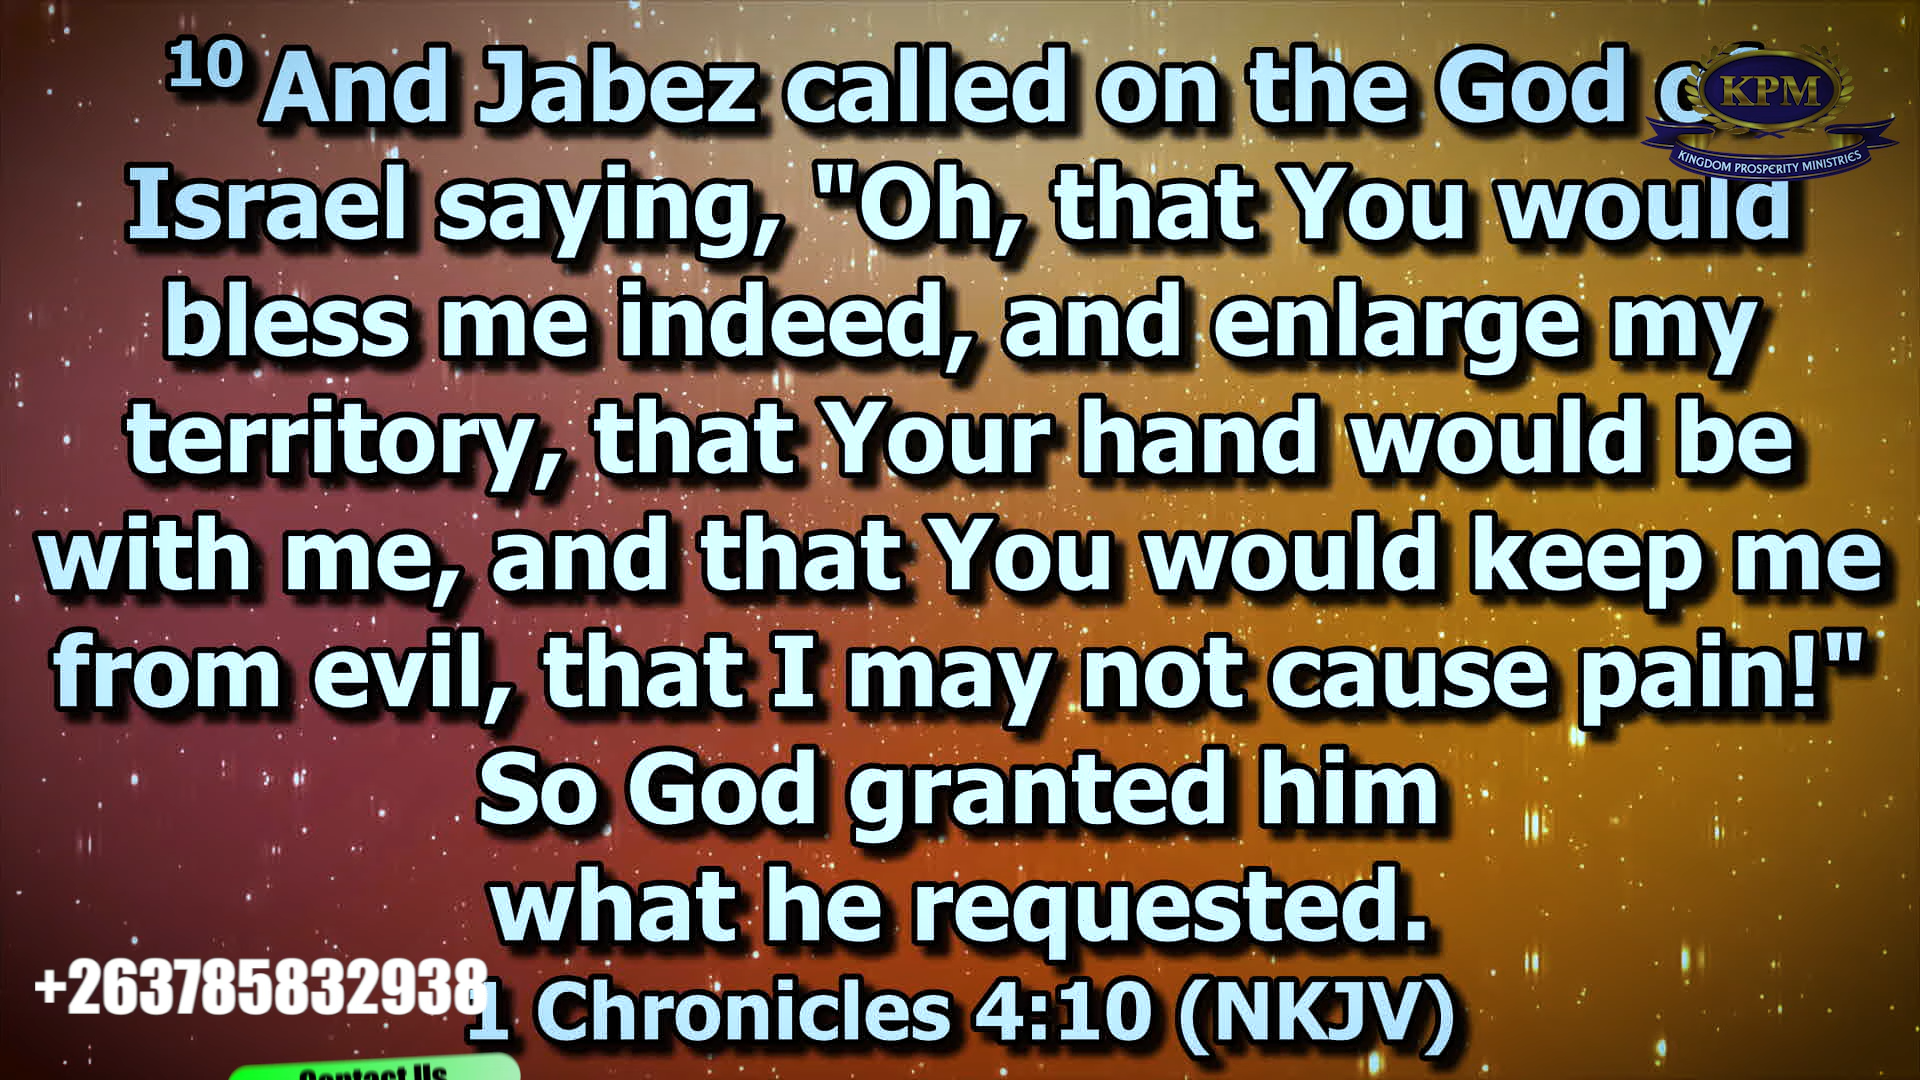 10 And Jabez called on the God
KPM
KINGDOM PROSPERITY MINISTRIES
Israel saying, "Oh, that You would
bless me indeed, and enlarge my
territory, that Your hand would be
with me, and that You would keep me
from evil, that I may not cause pain!"
So God granted him
what he requested.
+263785832938
1 Chronicles 4:10 (NKJV)
Contact Us